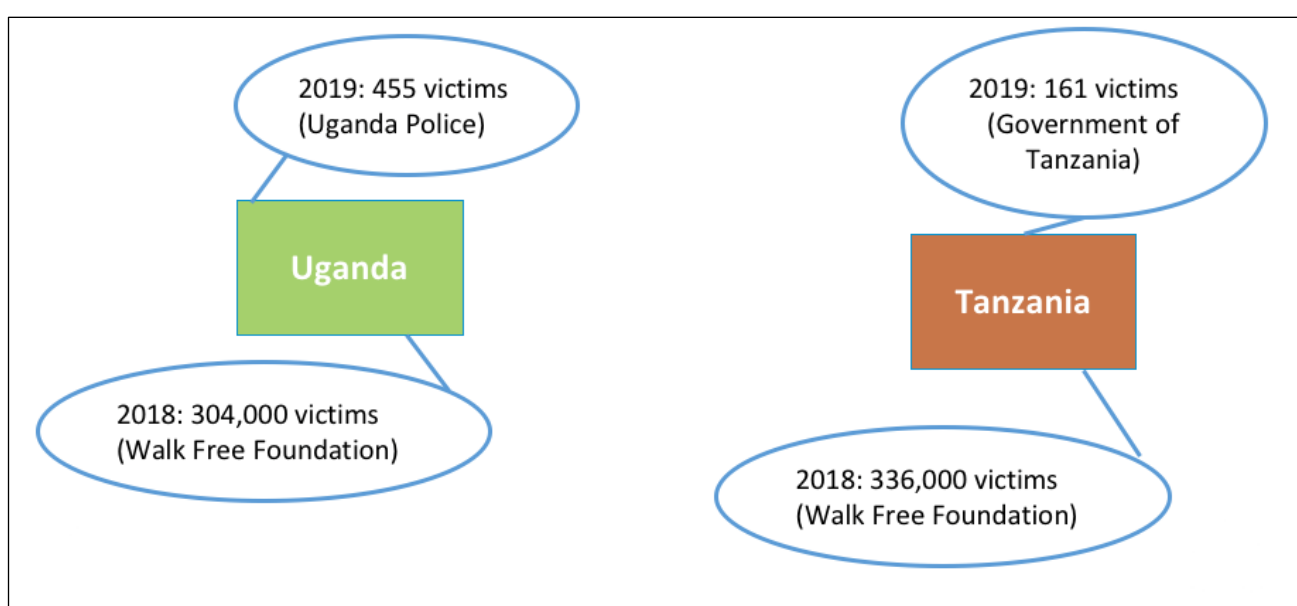 2019: 455 victims
(Uganda Police)
Uganda
2018: 304,000 victims
(Walk Free Foundation)
2019: 161 victims
(Government of
Tanzania)
Tanzania
2018: 336,000 victims
(Walk Free Foundation)